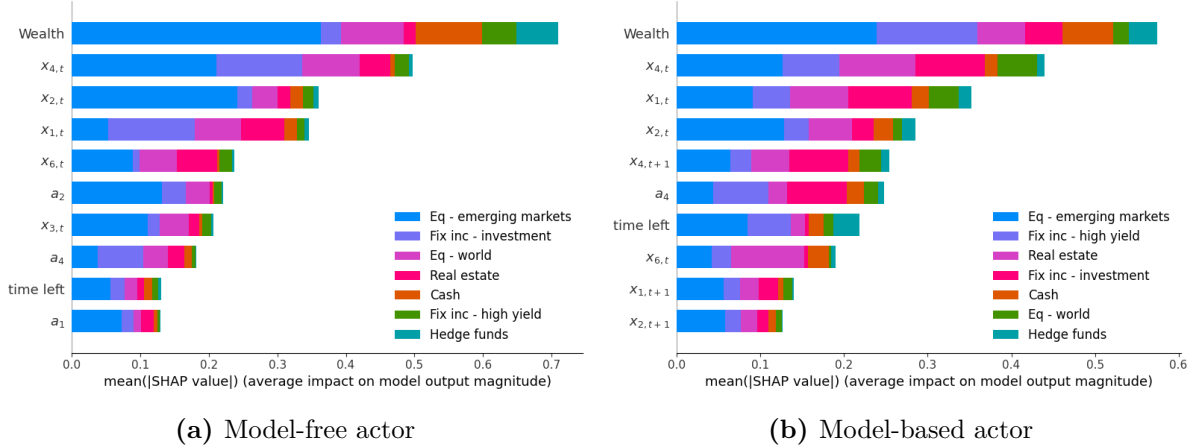 Wealth
x4,t
x2,t
x1,t
x6,t
a2
x3,t
a4
time left
a1
Eq - emerging markets
Fix inc - investment
Eq - world
Real estate
Cash
Fix inc - high yield
Hedge funds
0.0 0.1 0.2 0.3 0.4 0.5 0.6 0.7
mean(|SHAP value|) (average impact on model output magnitude)
(a) Model-free actor
Wealth
x4,t
x1,t
x2,t
x4,t+1
a4
time left
x6,t
x1,t+1
x2,t+1
Eq - emerging markets
Fix inc - high yield
Real estate
Fix inc - investment
Cash
Eq - world
Hedge funds
0.0 0.1 0.2 0.3 0.4 0.5 0.6
mean(|SHAP value|) (average impact on model output magnitude)
(b) Model-based actor